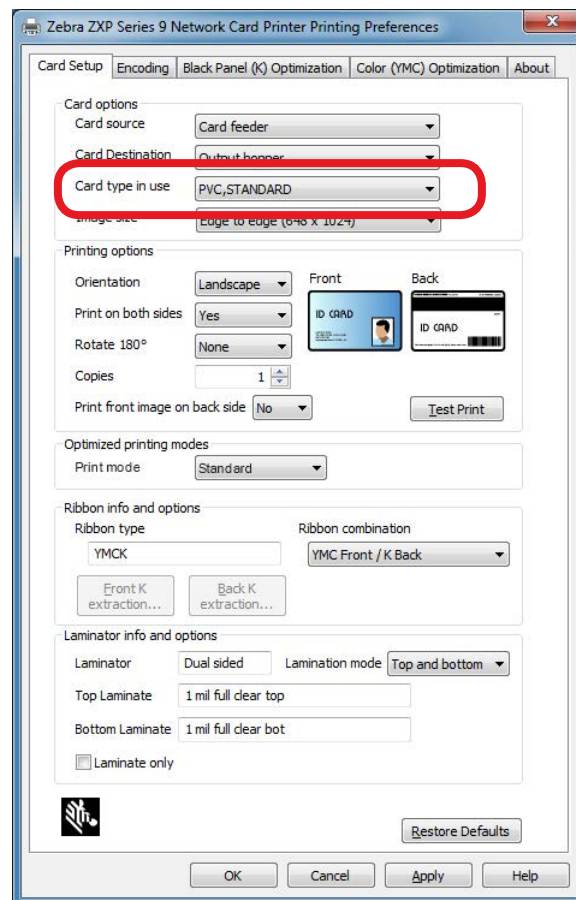 Zebra ZXP Series 9 Network Card Printer Printing Preferences
Card Setup Encoding Black Panel (K) Optimization Color (YMC) Optimization About
Card options
Card source Card feeder
Card Destination Output hopper
Card type in use PVC,STANDARD
Image size Edge to edge (648 x 1024)
Printing options
Orientation Landscape Front Back
Print on both sides Yes
ID CARD ID CARD
Rotate 180° None
Copies 1
Print front image on back side No Test Print
Optimized printing modes
Print mode Standard
Ribbon info and options
Ribbon type Ribbon combination
YMCK YMC Front / K Back
Front K extraction... Back K extraction...
Laminator info and options
Laminator Dual sided Lamination mode Top and bottom
Top Laminate 1 mil full clear top
Bottom Laminate 1 mil full clear bot
Laminate only
Restore Defaults
OK Cancel Apply Help